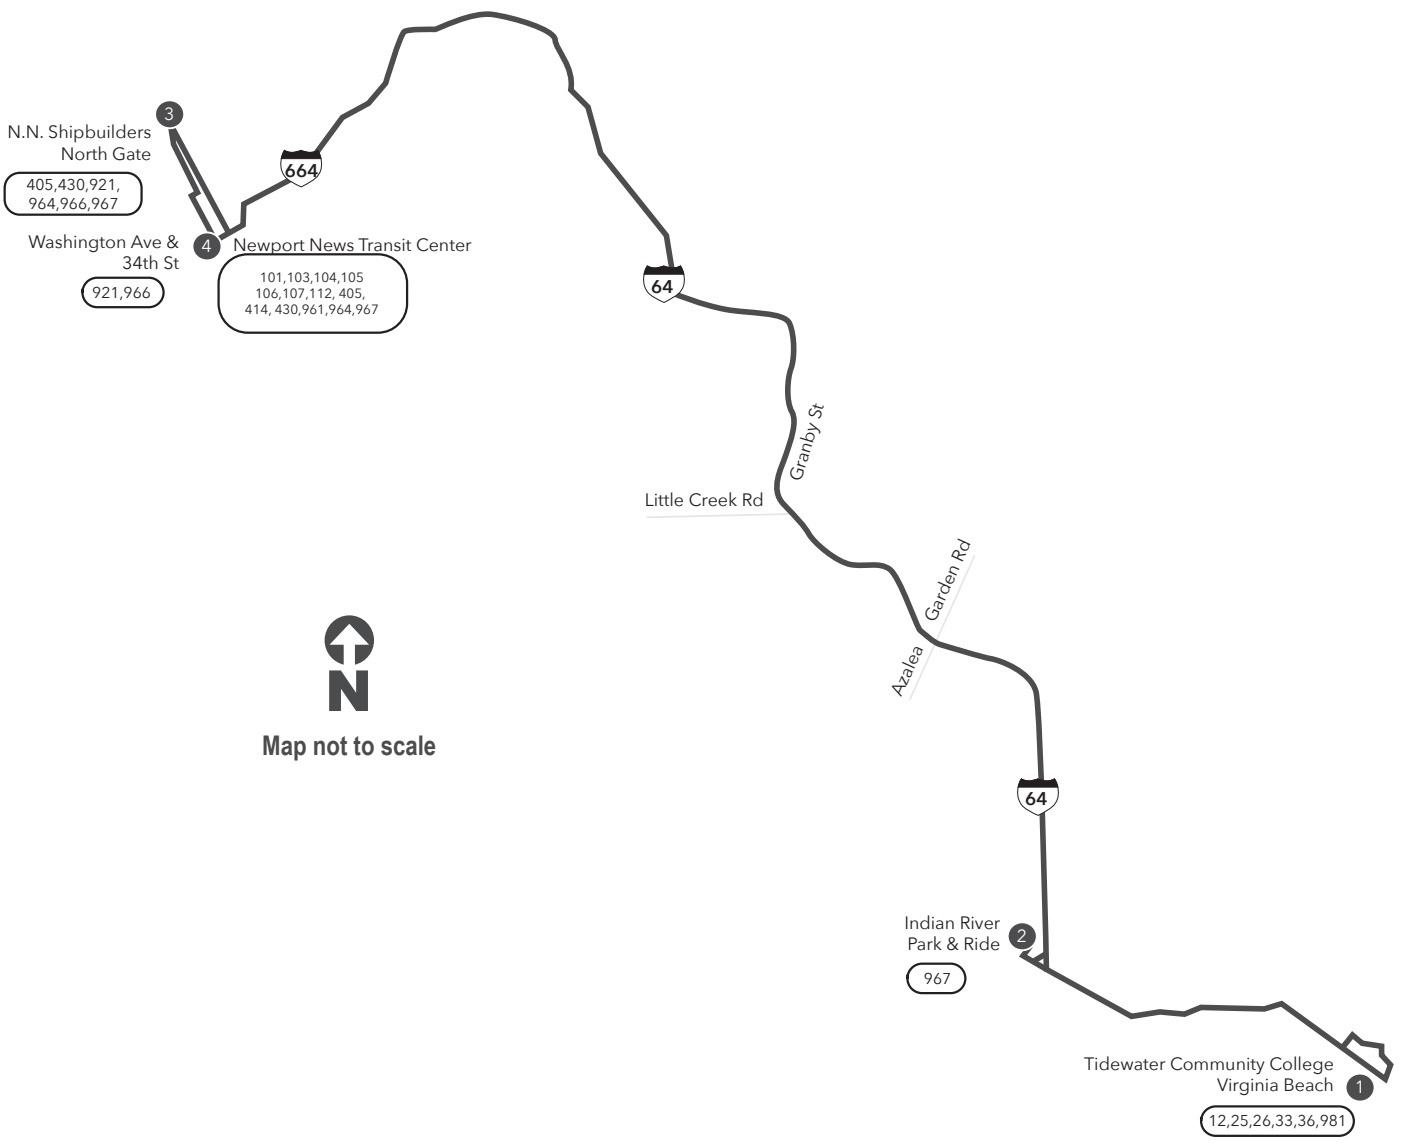 3
N.N. Shipbuilders
North Gate
405,430,921,
964,966,967
664
Washington Ave &
34th St
4
921,966
Newport News Transit Center
101,103,104,105
106,107,112, 405,
414, 430,961,964,967
64
Granby St
Little Creek Rd
Azalea Garden Rd
N
Map not to scale
64
Indian River
Park & Ride
2
967
Tidewater Community College
Virginia Beach
1
12,25,26,33,36,981